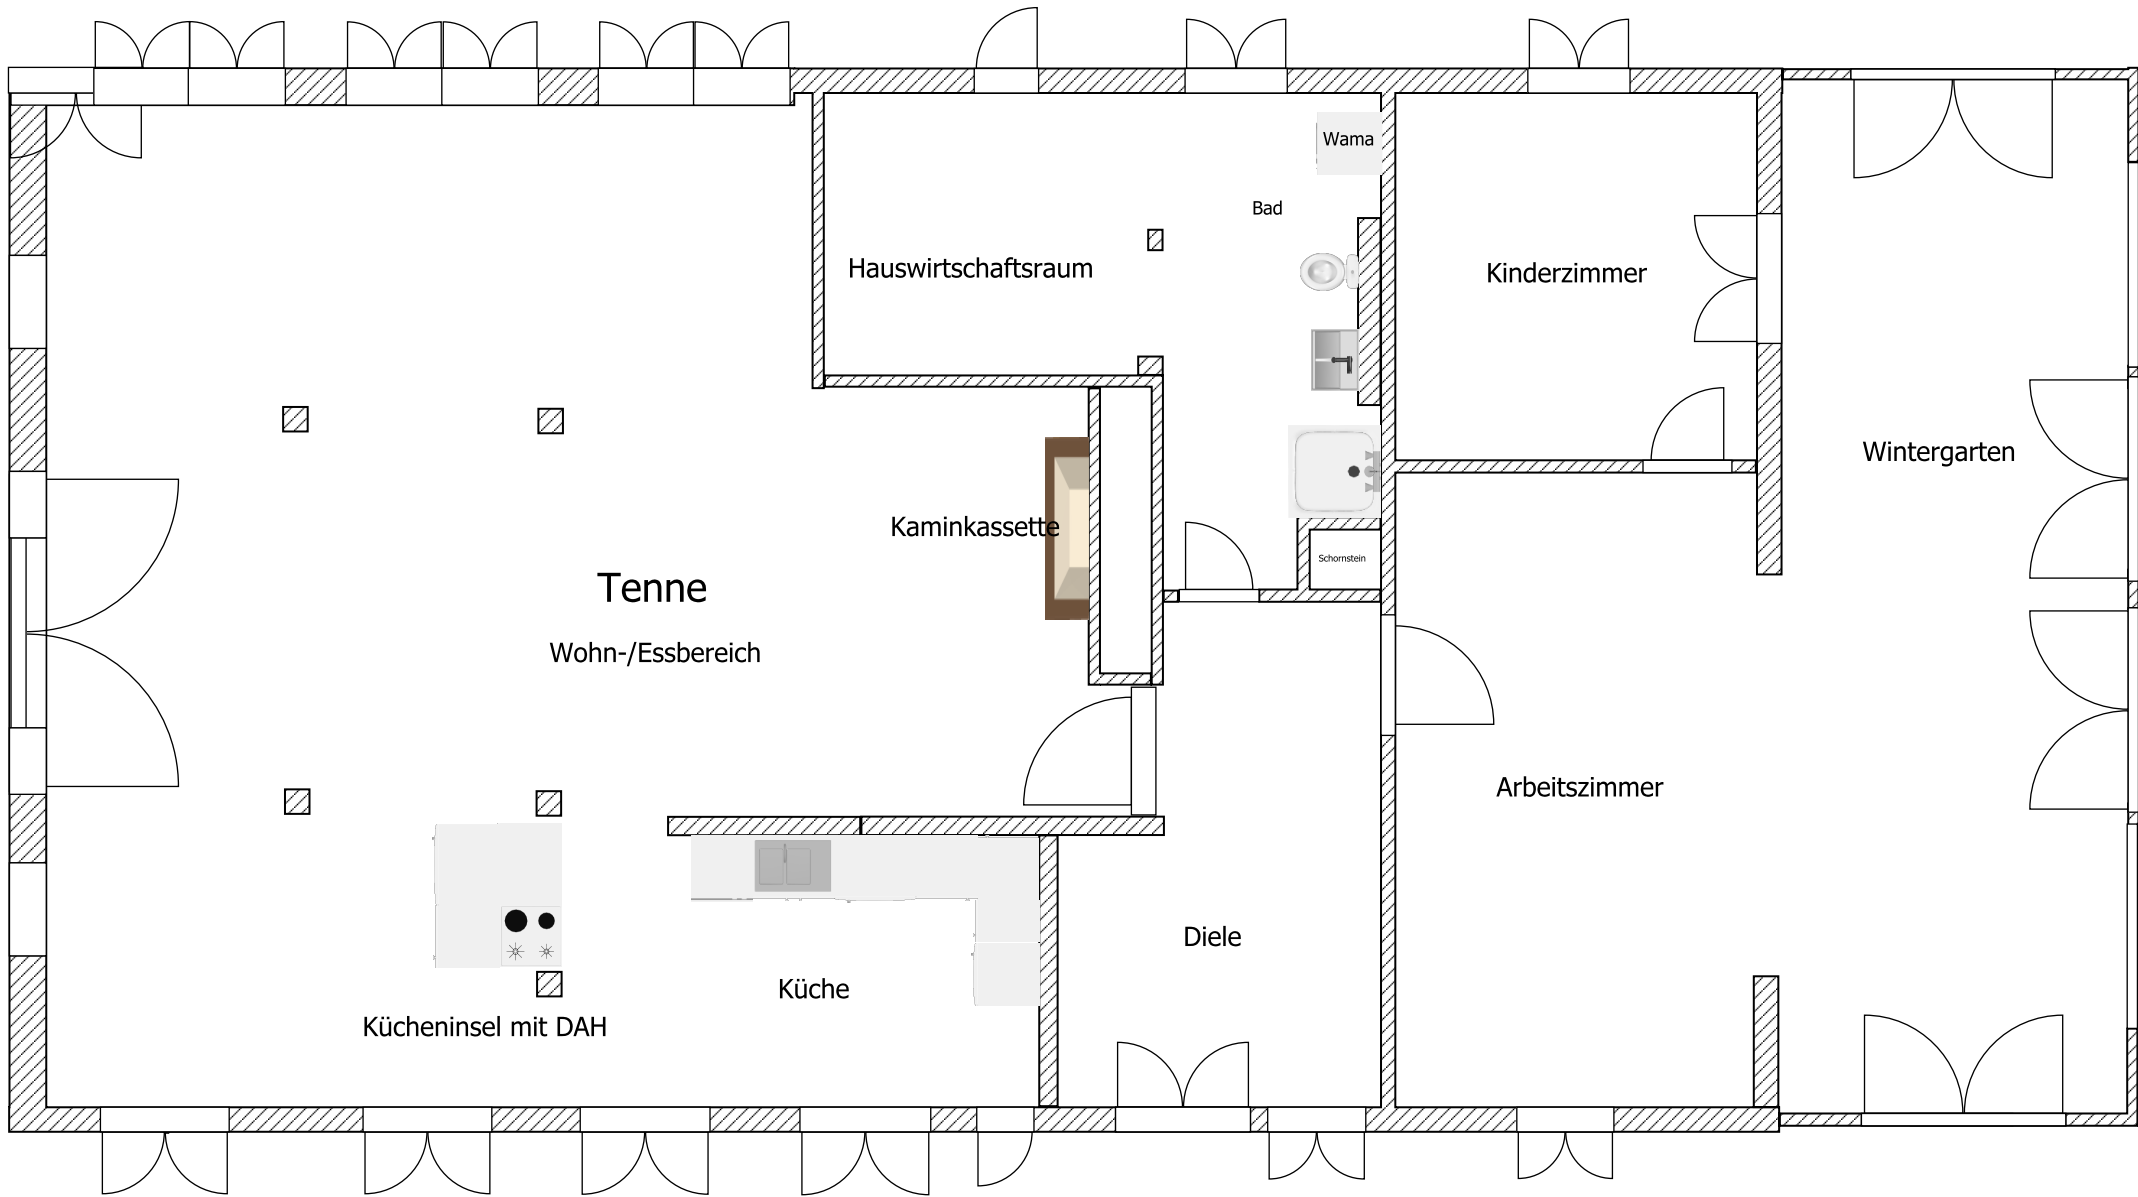 Wama
Bad
Hauswirtschaftsraum
Kinderzimmer
Wintergarten
Kaminkassette
Schornstein
Tenne
Wohn-/Essbereich
Arbeitszimmer
Diele
Küche
Kücheninsel mit DAH